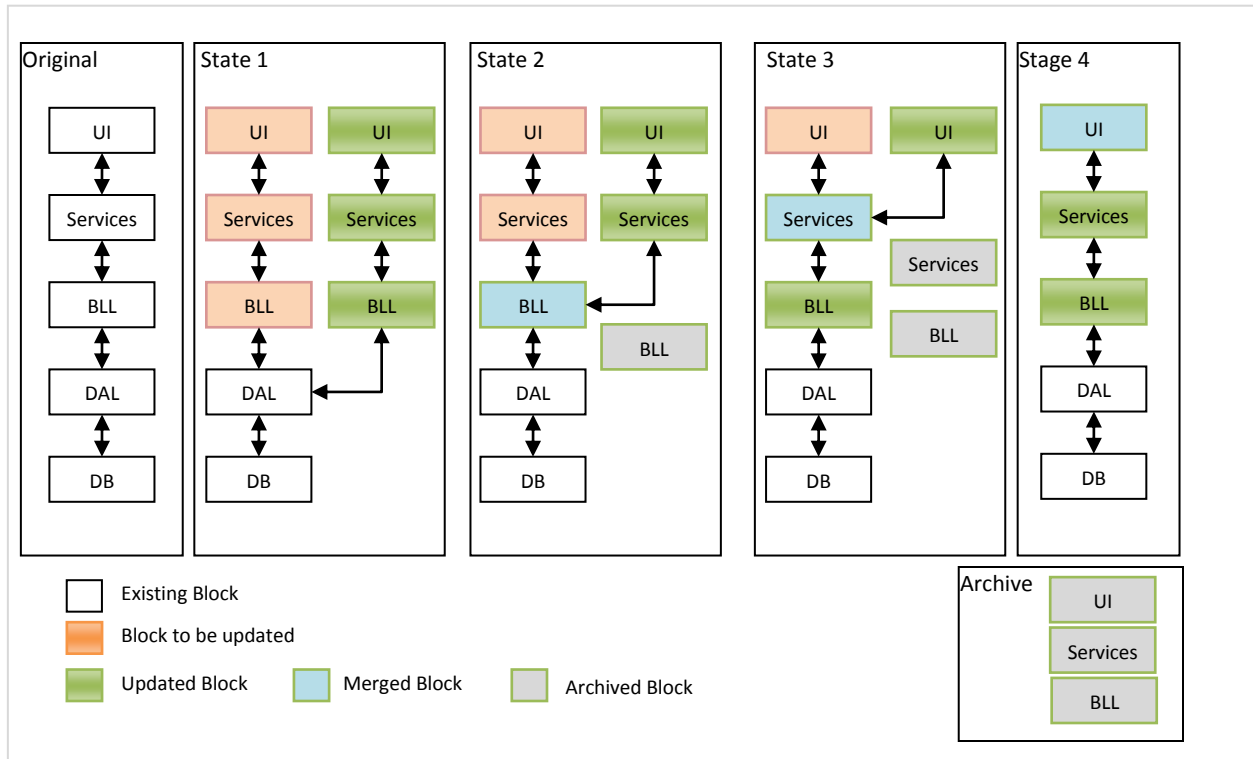 Original
UI
Services
BLL
DAL
DB
State 1
UI
UI
Services
Services
BLL
BLL
DAL
DB
State 2
UI
UI
Services
Services
BLL
BLL
DAL
DB
State 3
UI
UI
Services
Services
BLL
BLL
DAL
DB
Stage 4
UI
Services
BLL
DAL
DB
Existing Block
Block to be updated
Updated Block
Merged Block
Archived Block
Archive
UI
Services
BLL